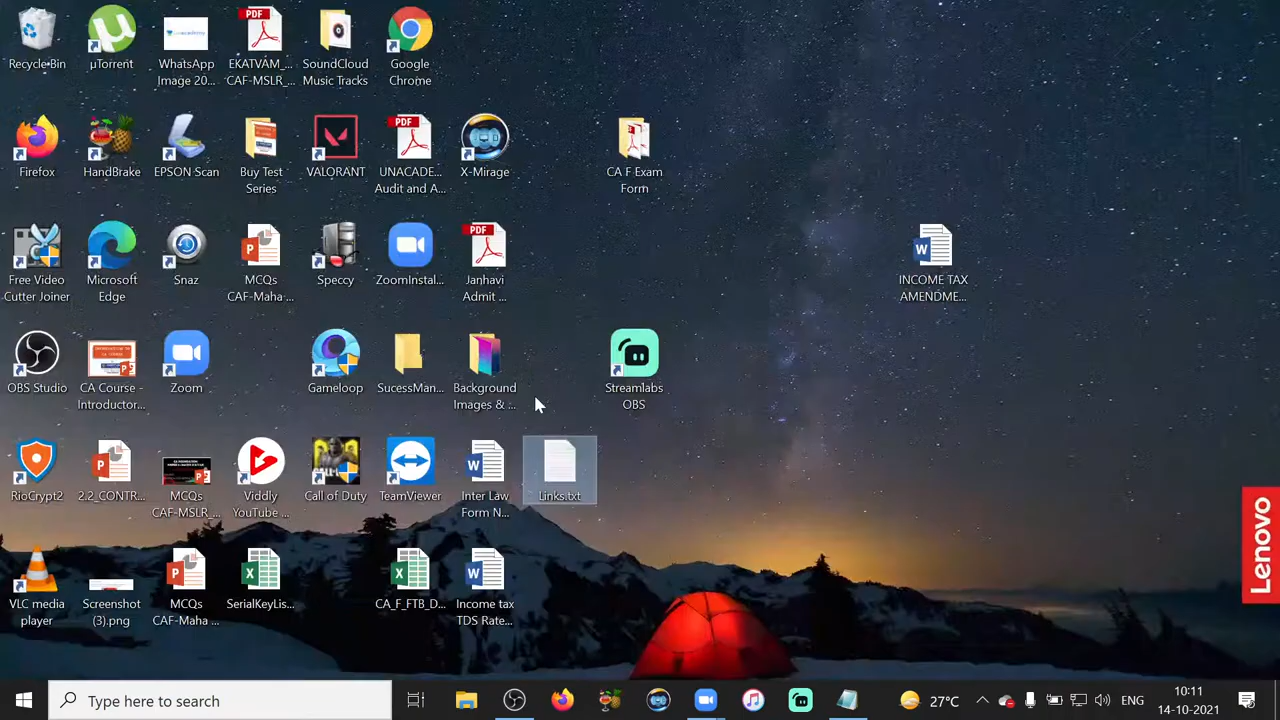 Recycle Bin
µTorrent
WhatsApp
Image 20...
PDF
EKATVAM_...
CAF-MSLR_...
SoundCloud
Music Tracks
Google
Chrome
Firefox
HandBrake
EPSON Scan
Buy Test
Series
VALORANT
PDF
UNACADE...
Audit and A...
X-Mirage
CA F Exam
Form
Free Video
Cutter Joiner
Microsoft
Edge
Snaz
MCQs
CAF-Maha ...
Speccy
ZoomInstal...
PDF
Janhavi
Admit ...
INCOME TAX
AMENDME...
OBS Studio
CA Course -
Introductor...
Zoom
Gameloop
SucessMan...
Background
Images & ...
Streamlabs
OBS
RioCrypt2
2.2_CONTR...
MCQs
CAF-MSLR_...
Viddly
YouTube ...
Call of Duty
TeamViewer
Inter Law
Form N...
Links.txt
Lenovo
VLC media
player
Screenshot
(3).png
MCQs
CAF-Maha ...
SerialKeyLis...
CA_F_FTB_D...
Income tax
TDS Rate...
Type here to search
27°C
ENG
10:11
14-10-2021